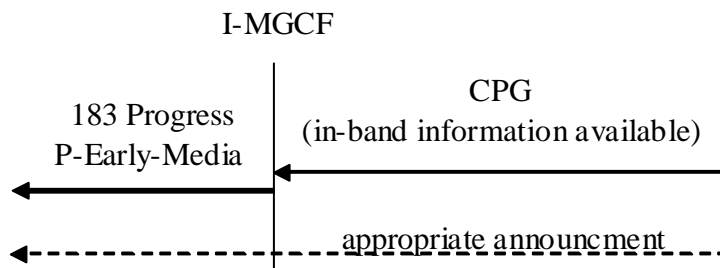 I-MGCF
183 Progress
P-Early-Media
CPG
(in-band information available)
appropriate announcment